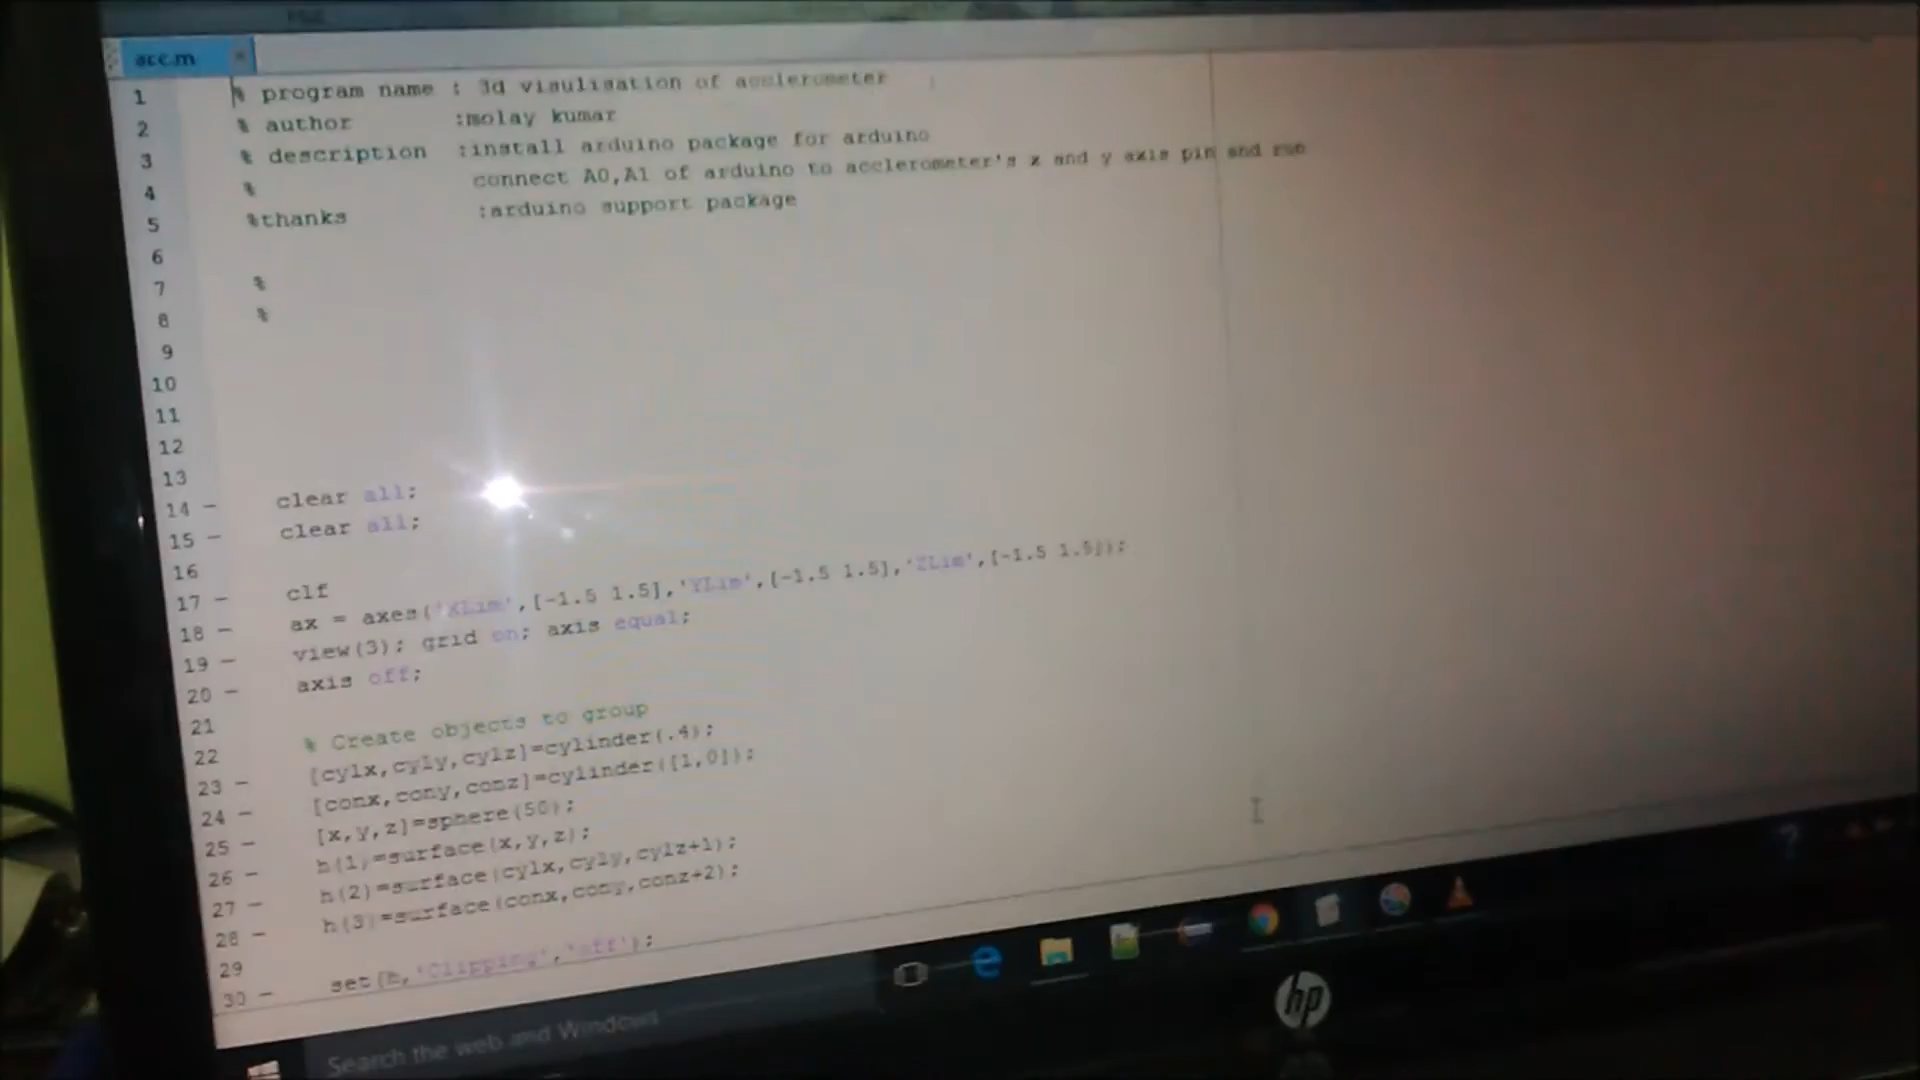 acc.m
1 % program name : 3d visulisation of acclerometer
2 % author :molay kumar
3 % description :install arduino package for arduino
4 % connect A0,A1 of arduino to acclerometer's x and y axis pin and run
5 %thanks :arduino support package
6
7 %
8 %
9
10
11
12
13
14 - clear all;
15 - clear all;
16
17 - clf
18 - ax = axes('XLim',[-1.5 1.5],'YLim',[-1.5 1.5],'ZLim',[-1.5 1.5]);
19 - view(3); grid on; axis equal;
20 - axis off;
21
22 % Create objects to group
23 - [cylx,cyly,cylz]=cylinder(.4);
24 - [conx,cony,conz]=cylinder([1,0]);
25 - [x,y,z]=sphere(50);
26 - h(1)=surface(x,y,z);
27 - h(2)=surface(cylx,cyly,cylz+1);
28 - h(3)=surface(conx,cony,conz+2);
29
30 - set(h,'Clipping','off');
Search the web and Windows
hp